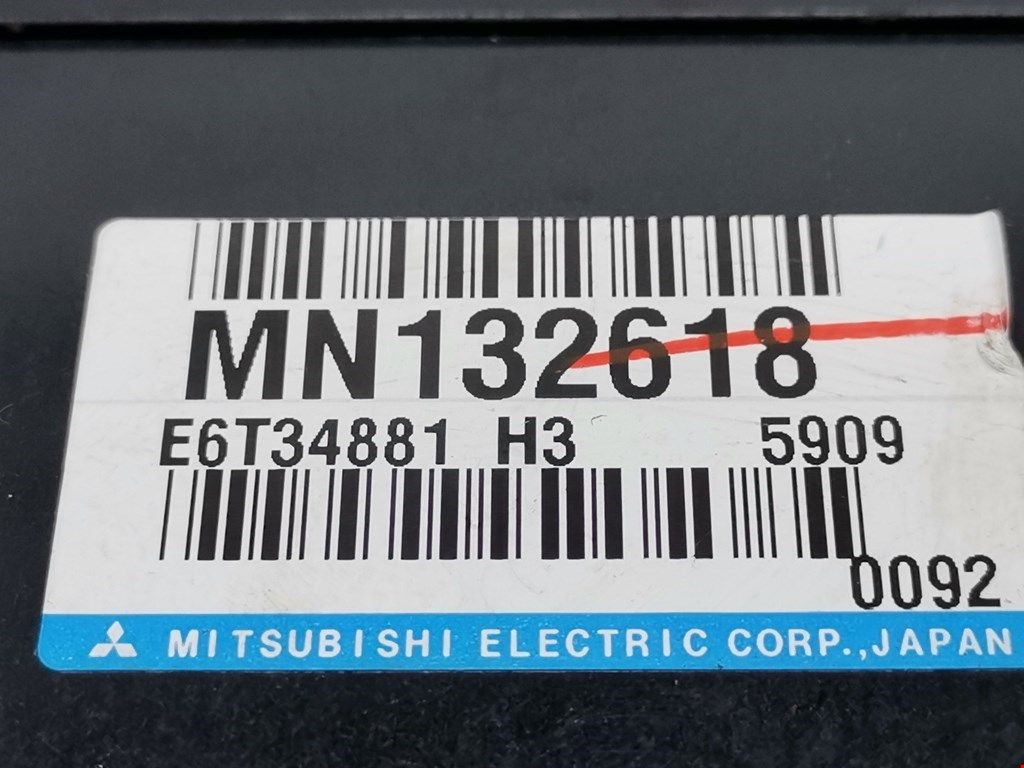 MN132618
E6T34881 H3 5909
0092
MITSUBISHI ELECTRIC CORP.,JAPAN